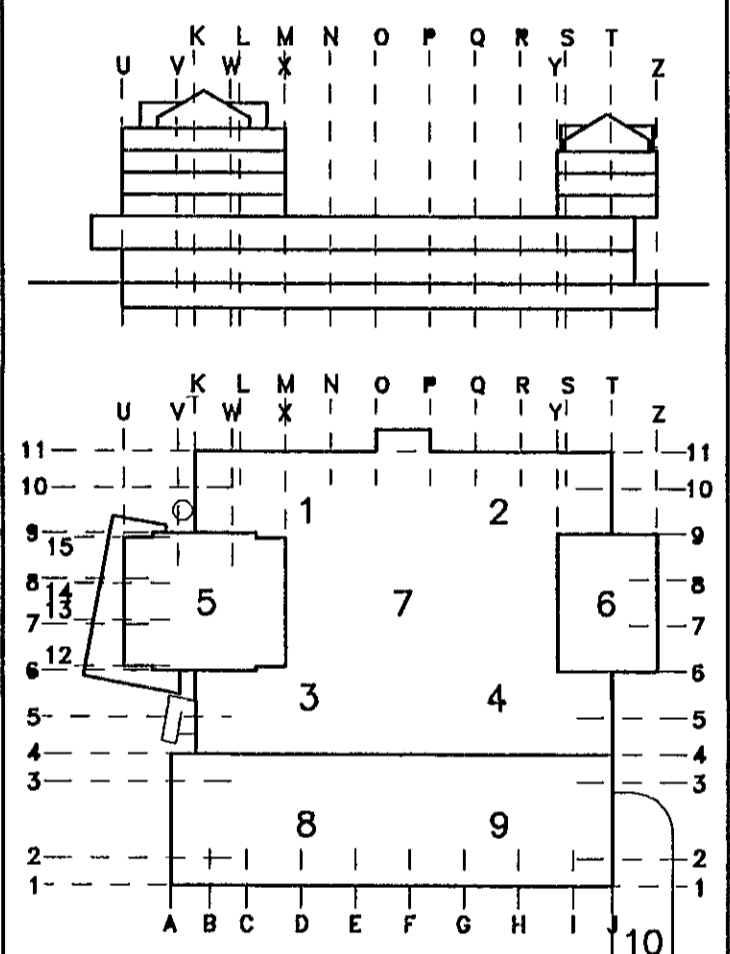 K L M N O P Q R S T
U V W X Y Z
K L M N O P Q R S T
U V W X Y Z
11 11
10 1 2 10
9 9
15
8 8
14
13
5 7 6
7 7
12
6 6
3 4
5 5
4 4
3 3
8 9
2 2
1 1
A B C D E F G H I J
10